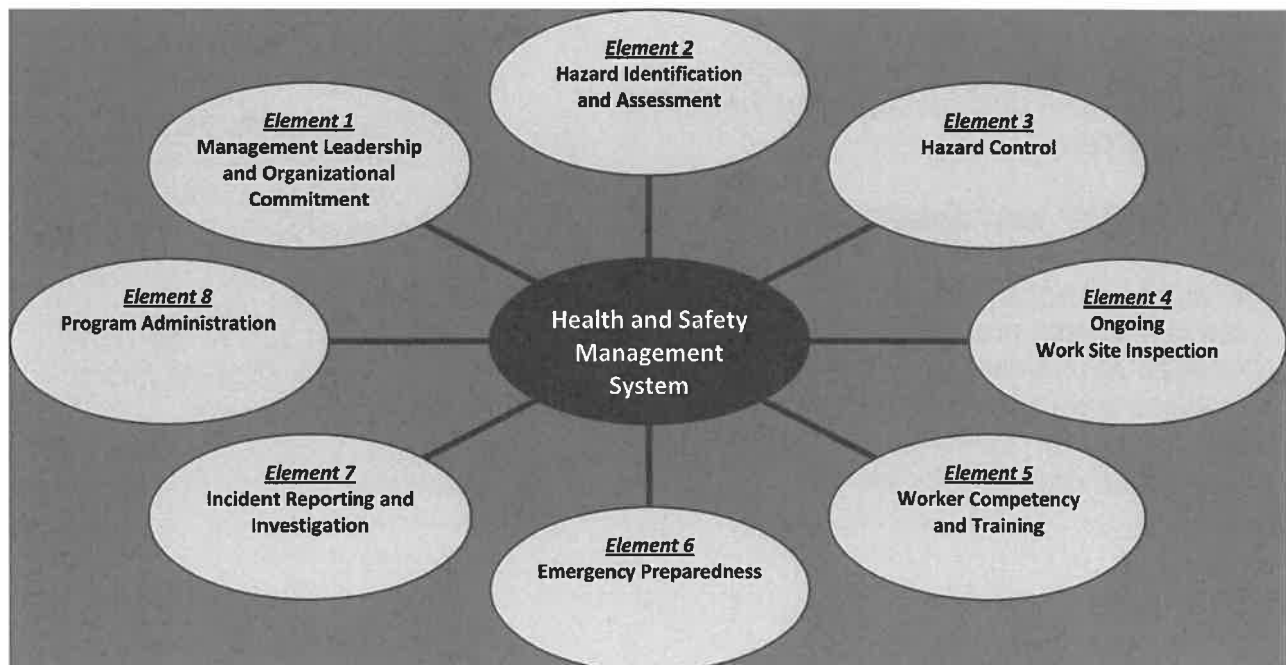 Element 1
Management Leadership
and Organizational
Commitment
Element 2
Hazard Identification
and Assessment
Element 3
Hazard Control
Element 4
Ongoing
Work Site Inspection
Element 5
Worker Competency
and Training
Element 6
Emergency Preparedness
Element 7
Incident Reporting and
Investigation
Element 8
Program Administration
Health and Safety
Management
System